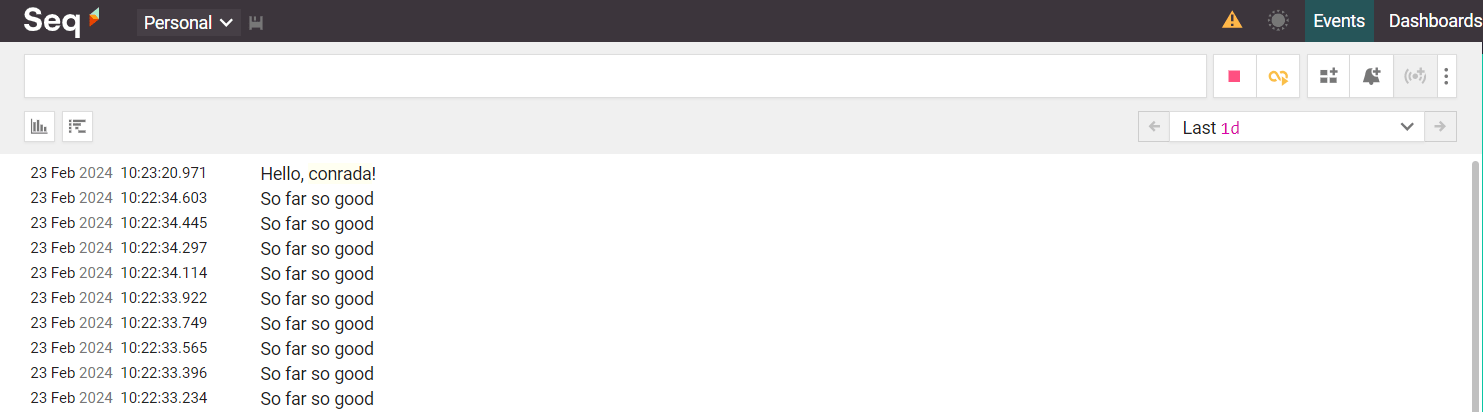 Seq Personal Events Dashboards
Last 1d
23 Feb 2024 10:23:20.971 Hello, conrada!
23 Feb 2024 10:22:34.603 So far so good
23 Feb 2024 10:22:34.445 So far so good
23 Feb 2024 10:22:34.297 So far so good
23 Feb 2024 10:22:34.114 So far so good
23 Feb 2024 10:22:33.922 So far so good
23 Feb 2024 10:22:33.749 So far so good
23 Feb 2024 10:22:33.565 So far so good
23 Feb 2024 10:22:33.396 So far so good
23 Feb 2024 10:22:33.234 So far so good